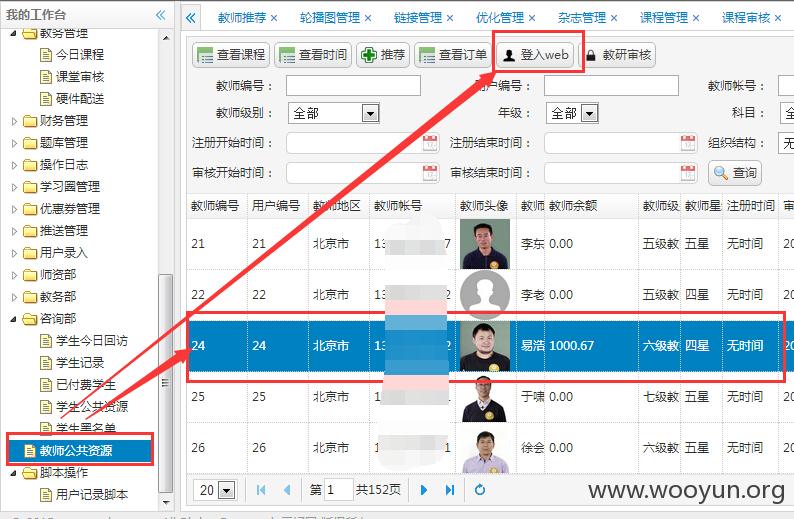 我的工作台
教务管理
今日课程
课堂审核
硬件配送
财务管理
题库管理
操作日志
学习圈管理
优惠券管理
推送管理
用户录入
师资部
教务部
咨询部
学生今日回访
学生记录
已付费学生
学生公共资源
学生黑名单
教师公共资源
脚本操作
用户记录脚本
教师推荐 × 轮播图管理 × 链接管理 × 优化管理 × 杂志管理 × 课程管理 × 课程审核 ×
查看课程 查看时间 推荐 查看订单 登入web 教研审核
教师编号： 用户编号： 教师帐号：
教师级别： 全部 年级： 全部 科目： 全
注册开始时间： 注册结束时间： 组织结构： 无
审核开始时间： 审核结束时间： 查询
教师编号 用户编号 教师地区 教师帐号 教师头像 教师 教师余额 教师级 教师星 注册时间 审
21 21 北京市 13 7 李东 0.00 五级教 五星 无时间 20
22 22 北京市 13 2 李老 0.00 五级教 四星 无时间 20
24 24 北京市 13 2 易浩 1000.67 六级教 四星 无时间 20
25 25 北京市 13 1 于啸 0.00 七级教 五星 无时间 20
26 26 北京市 13 1 徐会 0.00 六级教 五星 无时间 20
20 第 1 共152页
www.wooyun.org